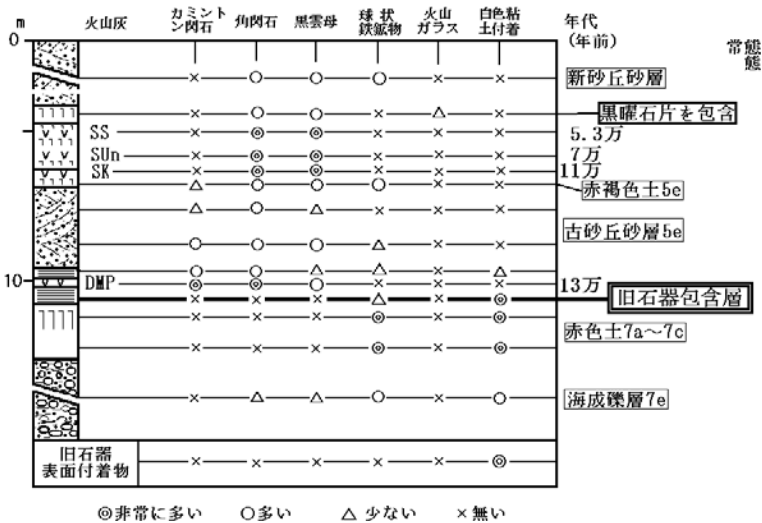 m
火山灰
カミントン閃石
角閃石
黒雲母
球状鉄鉱物
火山ガラス
白色粘土付着
年代(年前)
常態
態
0
× ○ ○ ○ × × 新砂丘砂層
× ○ ○ × △ × 黒曜石片を包含
SS × ◎ ◎ × × × 5.3万
SUn × ◎ ◎ × × × 7万
SK × ◎ ◎ × × × 11万
△ ○ ○ ○ × × 赤褐色土5c
△ ○ △ × × ×
古砂丘砂層5e
○ ○ ○ △ × ×
○ ○ △ △ × △
10 DMP ◎ ◎ ○ × × × 13万
× × × △ × ◎ 旧石器包含層
× × × ◎ × ◎
赤色土7a～7c
× × × ◎ × ◎
× △ △ ○ × ○ 海成礫層7e
旧石器
表面付着物 × × × × × ◎
◎非常に多い ○多い △ 少ない ×無い